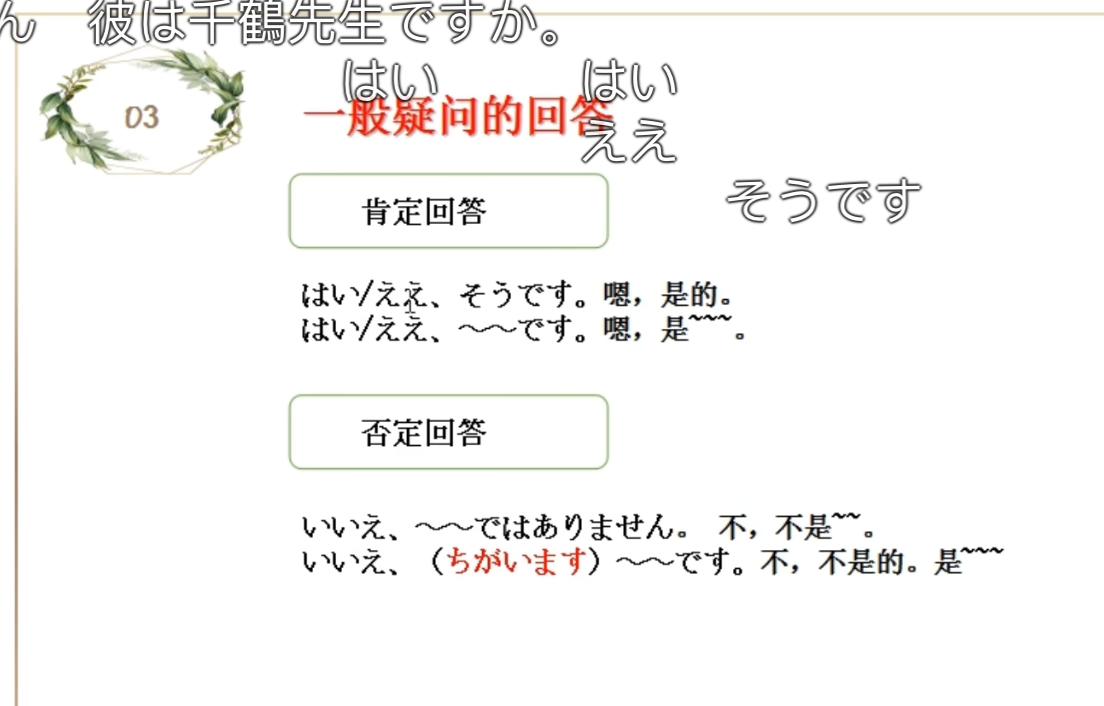 ん 彼は千鶴先生ですか。
はい はい
03
一般疑问的回答
ええ
そうです
肯定回答
はい/ええ、そうです。嗯，是的。
はい/ええ、～～です。嗯，是~~~。
否定回答
いいえ、～～ではありません。 不，不是~~。
いいえ、（ちがいます）～～です。不，不是的。是~~~